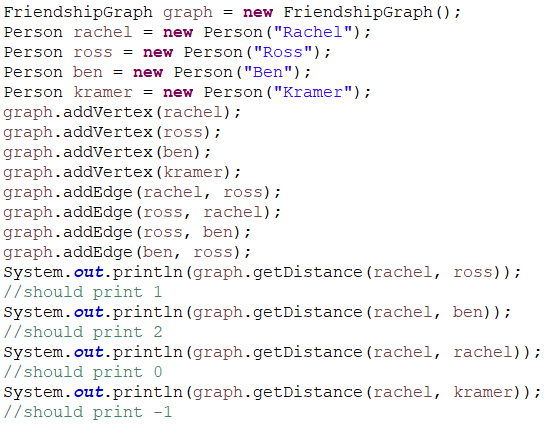 FriendshipGraph graph = new FriendshipGraph();
Person rachel = new Person("Rachel");
Person ross = new Person("Ross");
Person ben = new Person("Ben");
Person kramer = new Person("Kramer");
graph.addVertex(rachel);
graph.addVertex(ross);
graph.addVertex(ben);
graph.addVertex(kramer);
graph.addEdge(rachel, ross);
graph.addEdge(ross, rachel);
graph.addEdge(ross, ben);
graph.addEdge(ben, ross);
System.out.println(graph.getDistance(rachel, ross));
//should print 1
System.out.println(graph.getDistance(rachel, ben));
//should print 2
System.out.println(graph.getDistance(rachel, rachel));
//should print 0
System.out.println(graph.getDistance(rachel, kramer));
//should print -1